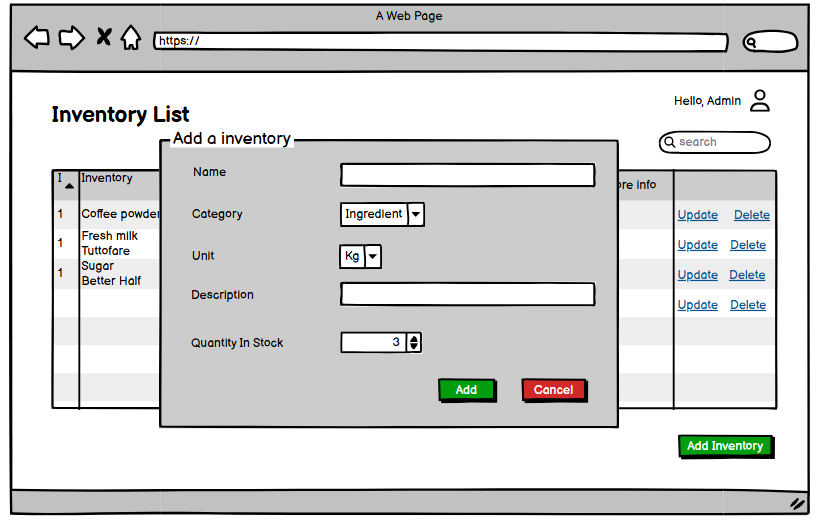 A Web Page
https://
Hello, Admin
Inventory List
search
Add a inventory
I Inventory
ore Info
Name
Category Ingredient
Unit Kg
Description
Quantity In Stock 3
1 Coffee powder Update Delete
1 Fresh milk
Tuttofare Update Delete
1 Sugar
Better Half Update Delete
Update Delete
Add Cancel
Add Inventory